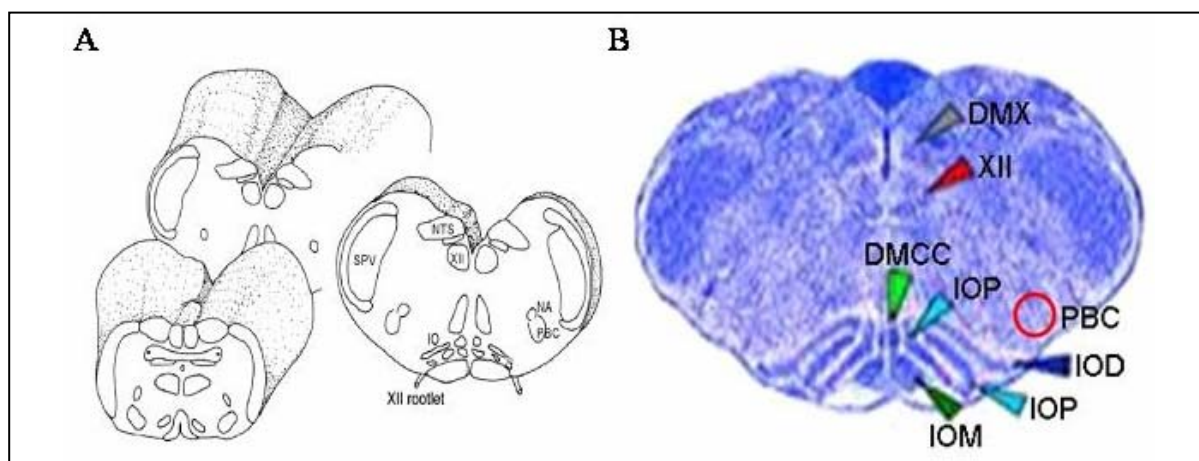 A
NTS
XII
SPV
NA
PBC
IO
XII rootlet
B
DMX
XII
DMCC
IOP
PBC
IOD
IOP
IOM